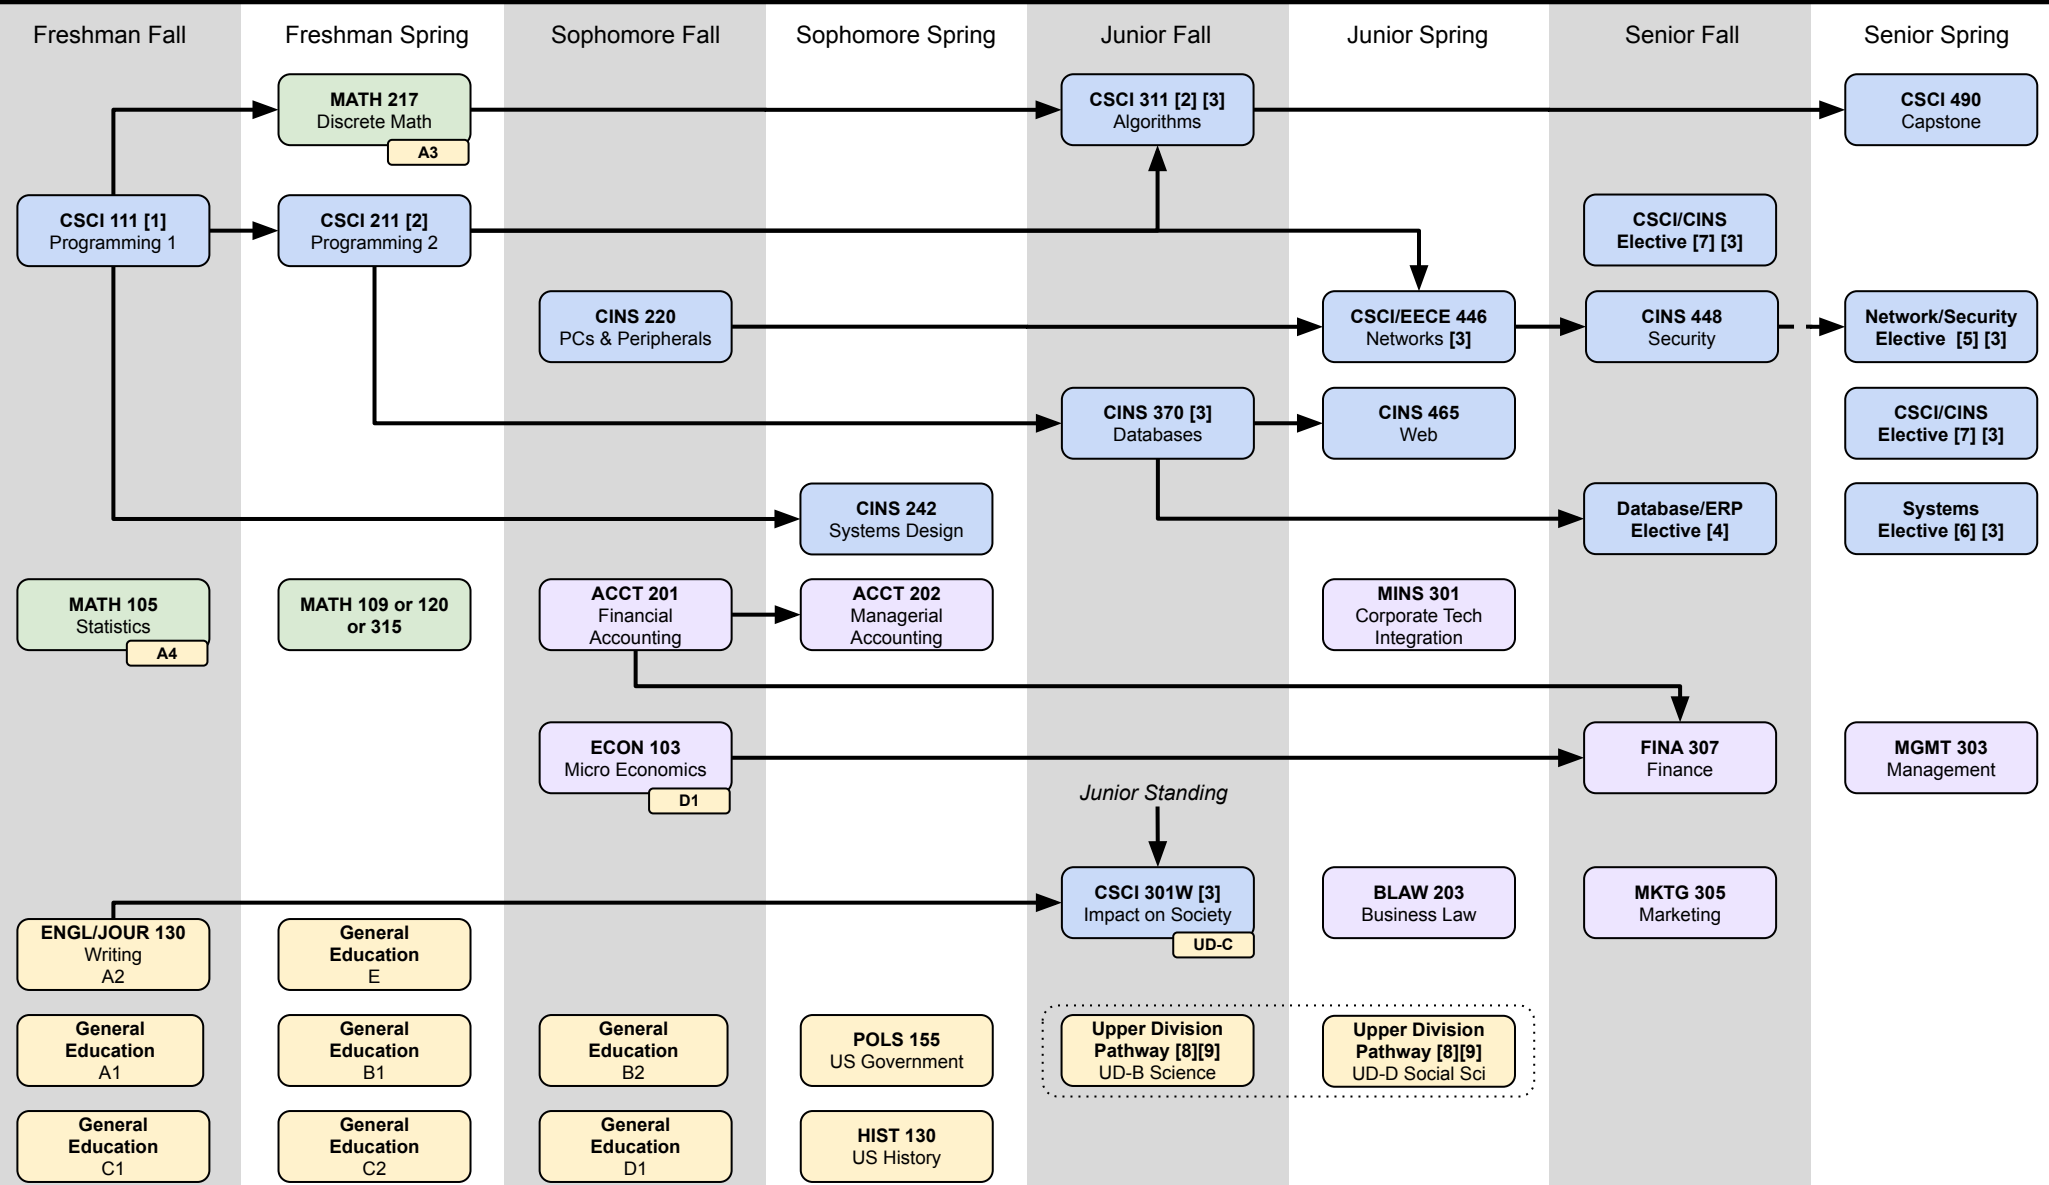 Freshman Fall
Freshman Spring
Sophomore Fall
Sophomore Spring
Junior Fall
Junior Spring
Senior Fall
Senior Spring
MATH 217
Discrete Math
A3
CSCI 311 [2] [3]
Algorithms
CSCI 490
Capstone
CSCI 111 [1]
Programming 1
CSCI 211 [2]
Programming 2
CSCI/CINS
Elective [7] [3]
CINS 220
PCs & Peripherals
CSCI/EECE 446
Networks [3]
CINS 448
Security
Network/Security
Elective [5] [3]
CINS 370 [3]
Databases
CINS 465
Web
CSCI/CINS
Elective [7] [3]
CINS 242
Systems Design
Database/ERP
Elective [4]
Systems
Elective [6] [3]
MATH 105
Statistics
A4
MATH 109 or 120
or 315
ACCT 201
Financial
Accounting
ACCT 202
Managerial
Accounting
MINS 301
Corporate Tech
Integration
ECON 103
Micro Economics
D1
FINA 307
Finance
MGMT 303
Management
Junior Standing
CSCI 301W [3]
Impact on Society
UD-C
BLAW 203
Business Law
MKTG 305
Marketing
ENGL/JOUR 130
Writing
A2
General
Education
E
General
Education
A1
General
Education
B1
General
Education
B2
POLS 155
US Government
Upper Division
Pathway [8][9]
UD-B Science
Upper Division
Pathway [8][9]
UD-D Social Sci
General
Education
C1
General
Education
C2
General
Education
D1
HIST 130
US History